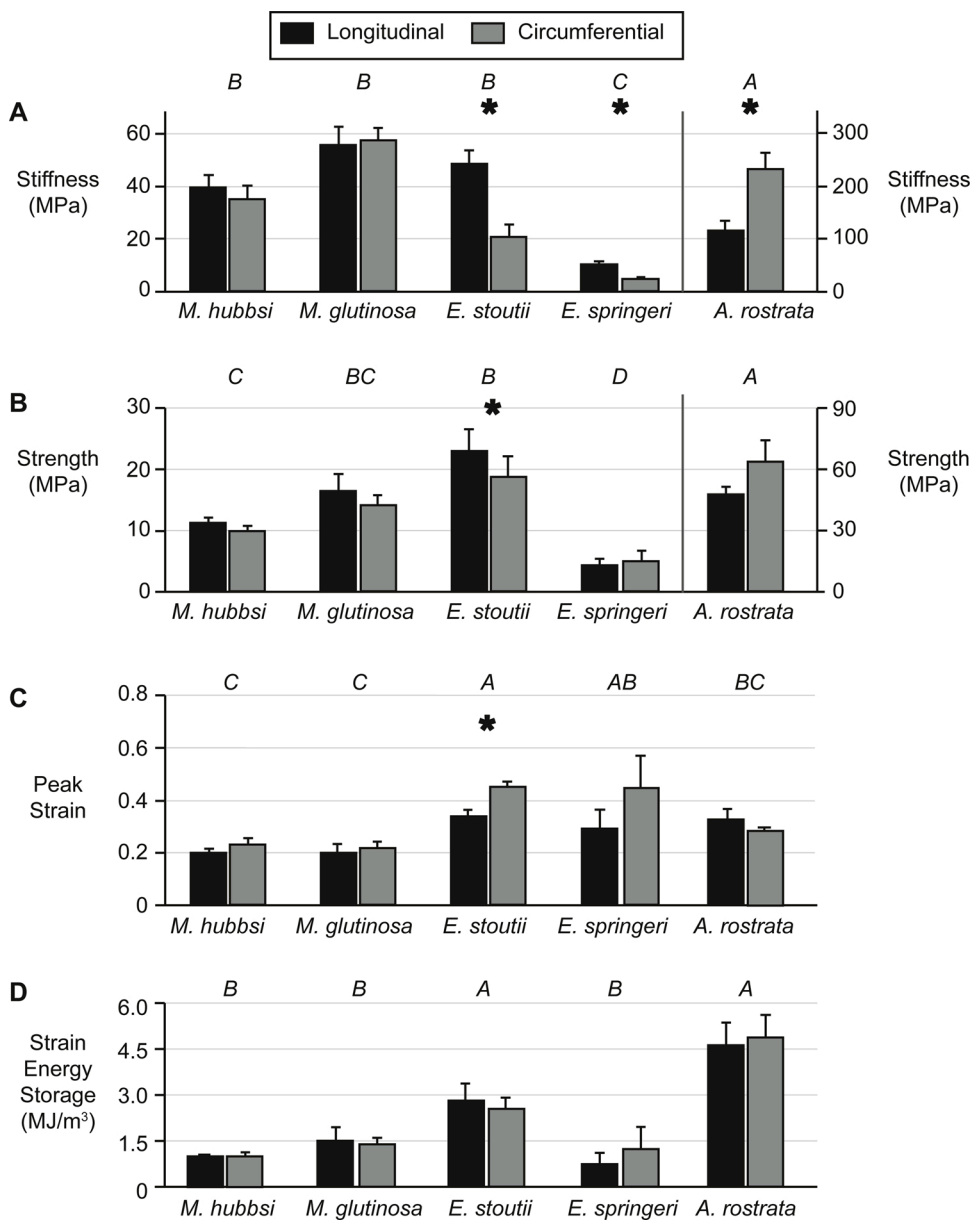 Longitudinal Circumferential
B B B C A
A * * *
60 300
Stiffness (MPa) Stiffness (MPa)
40 200
20 100
0 0
M. hubbsi M. glutinosa E. stoutii E. springeri A. rostrata
C BC B D A
B 30 * 90
Strength (MPa) Strength (MPa)
20 60
10 30
0 0
M. hubbsi M. glutinosa E. stoutii E. springeri A. rostrata
C C A AB BC
C 0.8
*
0.6
Peak
Strain
0.4
0.2
0
M. hubbsi M. glutinosa E. stoutii E. springeri A. rostrata
B B A B A
D 6.0
Strain
Energy
Storage
(MJ/m³)
4.5
3.0
1.5
0
M. hubbsi M. glutinosa E. stoutii E. springeri A. rostrata